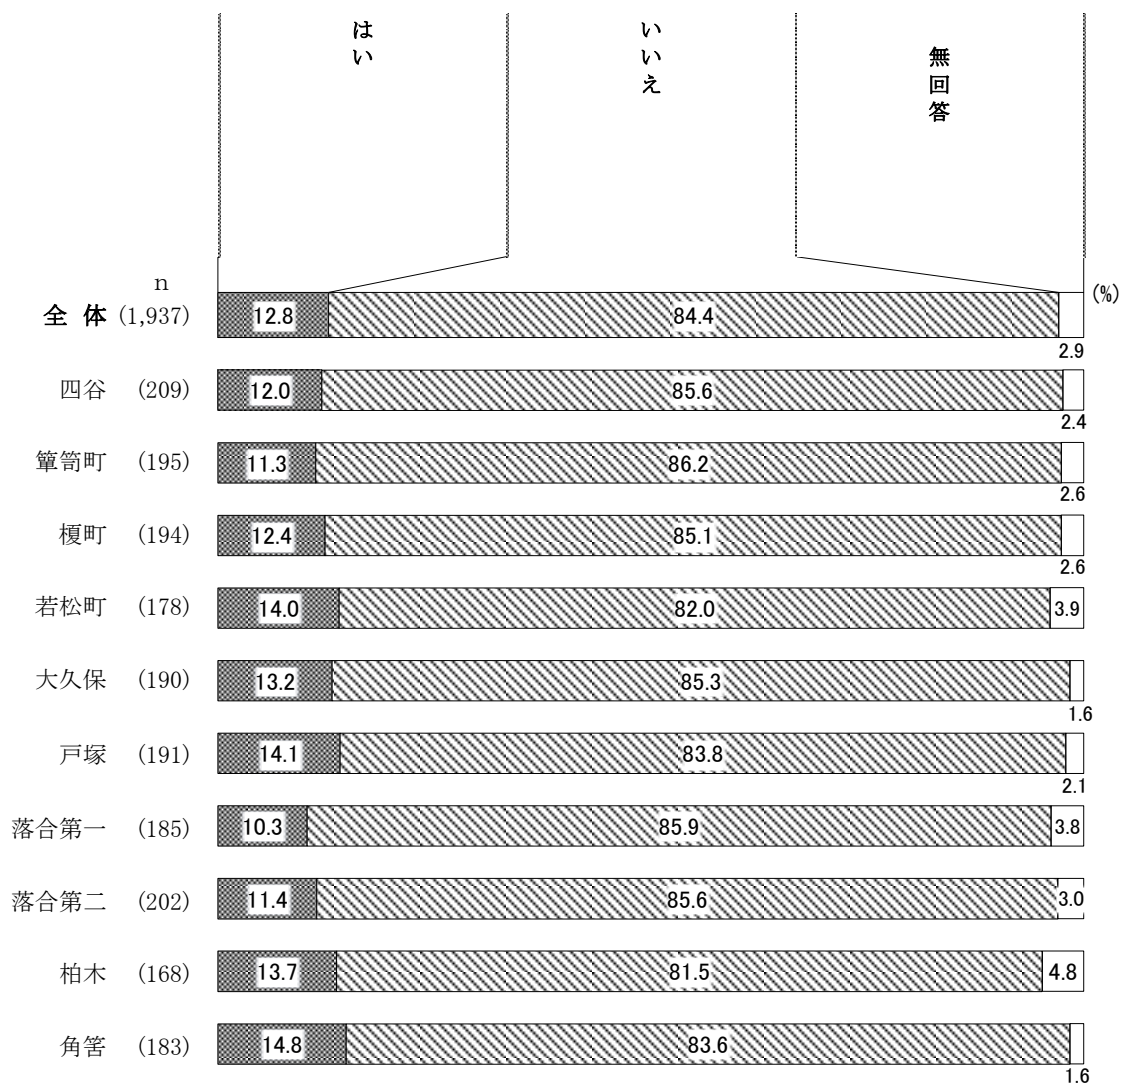 はい
いいえ
無回答
n
(%)
全 体 (1,937) 12.8 84.4 2.9
四谷 (209) 12.0 85.6 2.4
簞笥町 (195) 11.3 86.2 2.6
榎町 (194) 12.4 85.1 2.6
若松町 (178) 14.0 82.0 3.9
大久保 (190) 13.2 85.3 1.6
戸塚 (191) 14.1 83.8 2.1
落合第一 (185) 10.3 85.9 3.8
落合第二 (202) 11.4 85.6 3.0
柏木 (168) 13.7 81.5 4.8
角筈 (183) 14.8 83.6 1.6